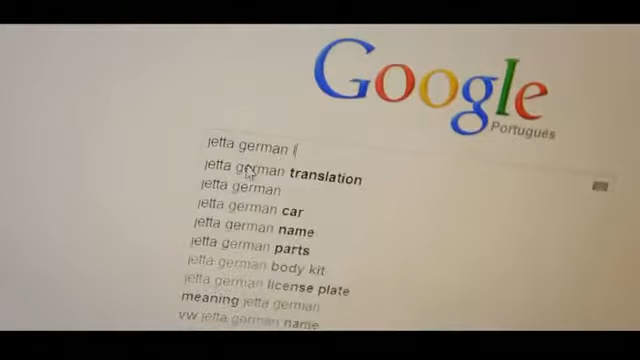 Google
Português
jetta german l
jetta german translation
jetta german
jetta german car
jetta german name
jetta german parts
jetta german body kit
jetta german license plate
meaning jetta german
vw jetta german name